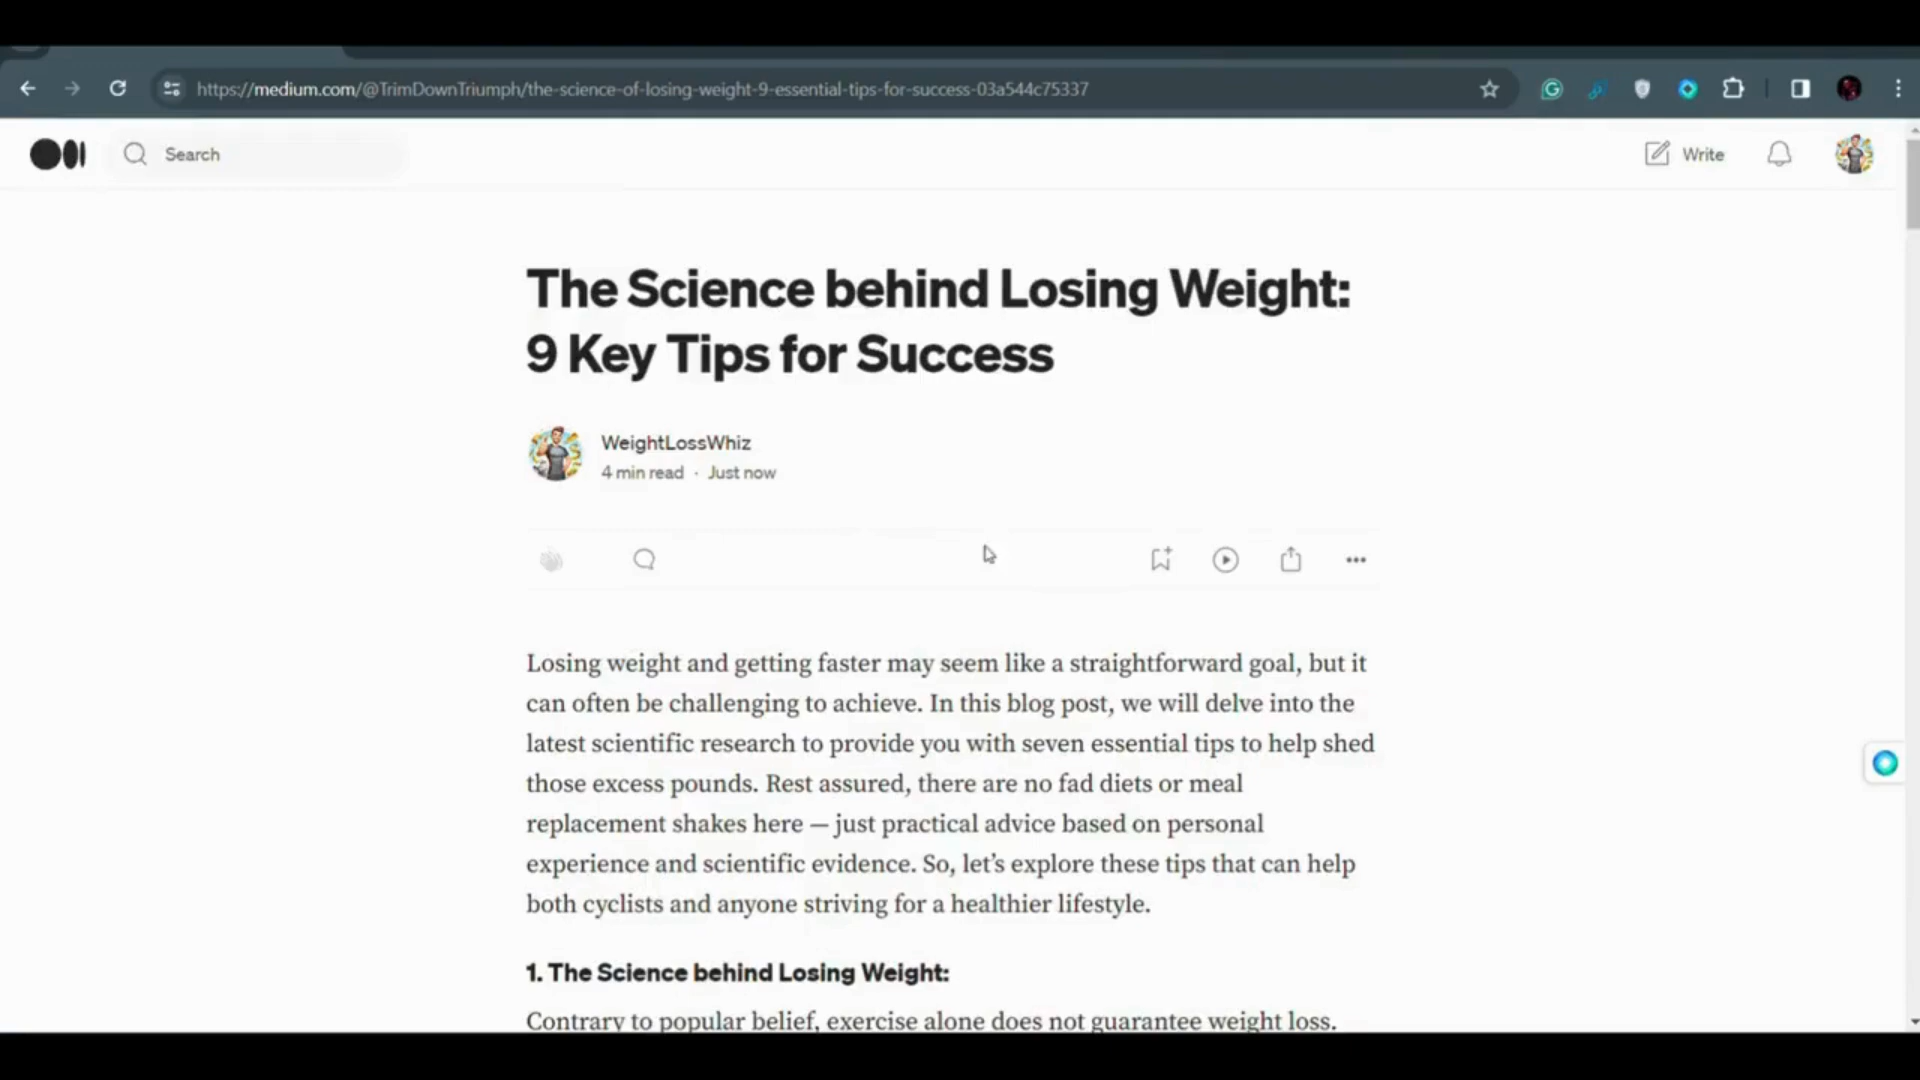 https://medium.com/@TrimDownTriumph/the-science-of-losing-weight-9-essential-tips-for-success-03a544c75337
Search
Write
The Science behind Losing Weight:
9 Key Tips for Success
WeightLossWhiz
4 min read · Just now
Losing weight and getting faster may seem like a straightforward goal, but it
can often be challenging to achieve. In this blog post, we will delve into the
latest scientific research to provide you with seven essential tips to help shed
those excess pounds. Rest assured, there are no fad diets or meal
replacement shakes here — just practical advice based on personal
experience and scientific evidence. So, let’s explore these tips that can help
both cyclists and anyone striving for a healthier lifestyle.
1. The Science behind Losing Weight:
Contrary to popular belief, exercise alone does not guarantee weight loss.